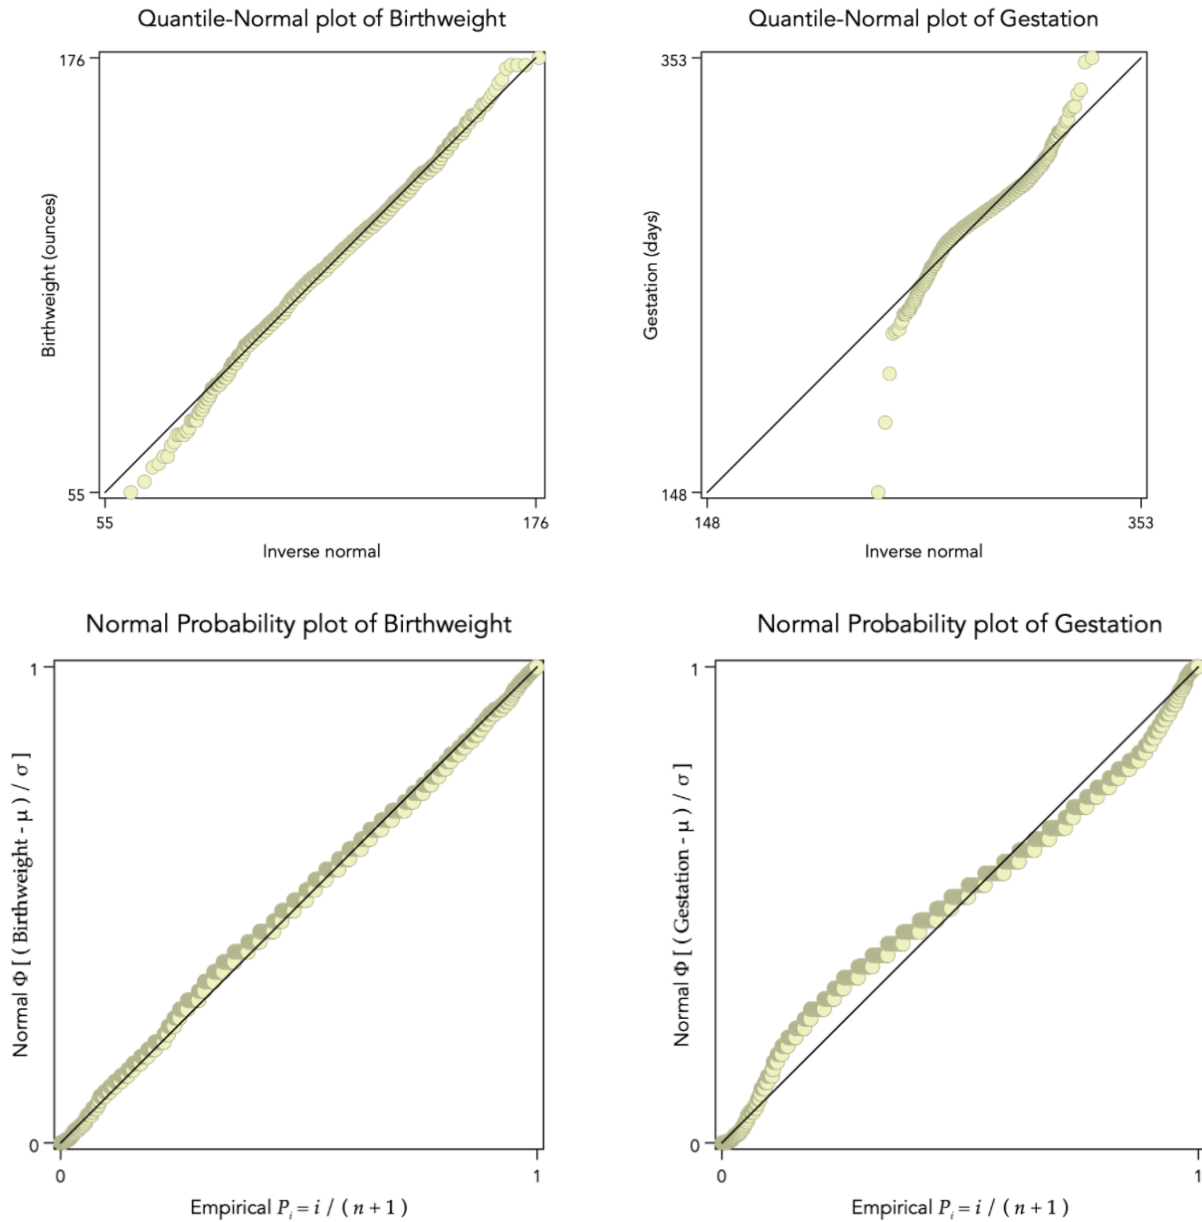 Quantile-Normal plot of Birthweight
176
Birthweight (ounces)
55
55
176
Inverse normal
Quantile-Normal plot of Gestation
353
Gestation (days)
148
148
353
Inverse normal
Normal Probability plot of Birthweight
1
Normal Φ [ ( Birthweight - μ ) / σ ]
0
0
1
Empirical Pᵢ = i / ( n + 1 )
Normal Probability plot of Gestation
1
Normal Φ [ ( Gestation - μ ) / σ ]
0
0
1
Empirical Pᵢ = i / ( n + 1 )